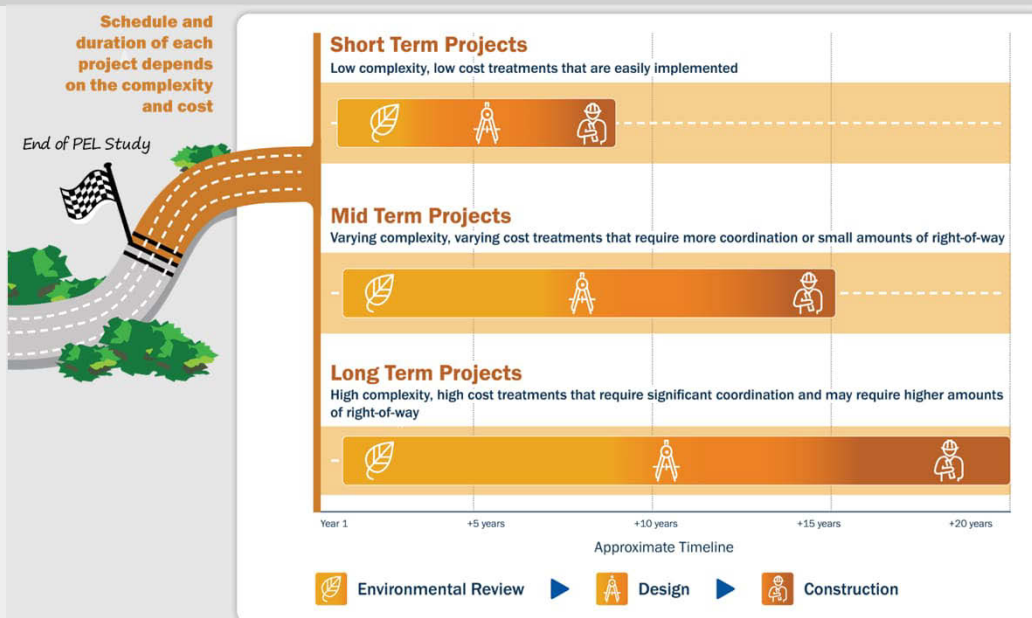 Schedule and
duration of each
project depends
on the complexity
and cost
End of PEL Study
Short Term Projects
Low complexity, low cost treatments that are easily implemented
Mid Term Projects
Varying complexity, varying cost treatments that require more coordination or small amounts of right-of-way
Long Term Projects
High complexity, high cost treatments that require significant coordination and may require higher amounts
of right-of-way
Year 1 +5 years +10 years +15 years +20 years
Approximate Timeline
Environmental Review Design Construction